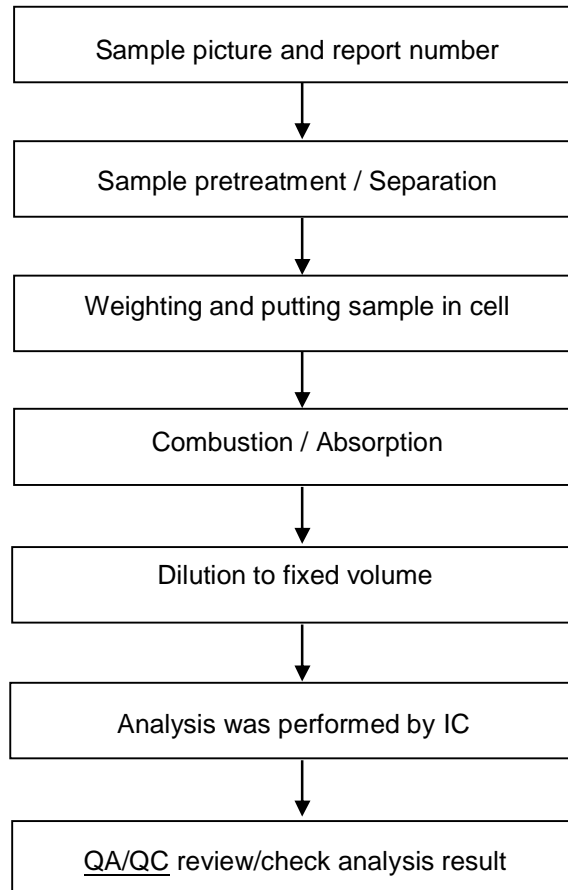 Sample picture and report number
Sample pretreatment / Separation
Weighting and putting sample in cell
Combustion / Absorption
Dilution to fixed volume
Analysis was performed by IC
QA/QC review/check analysis result